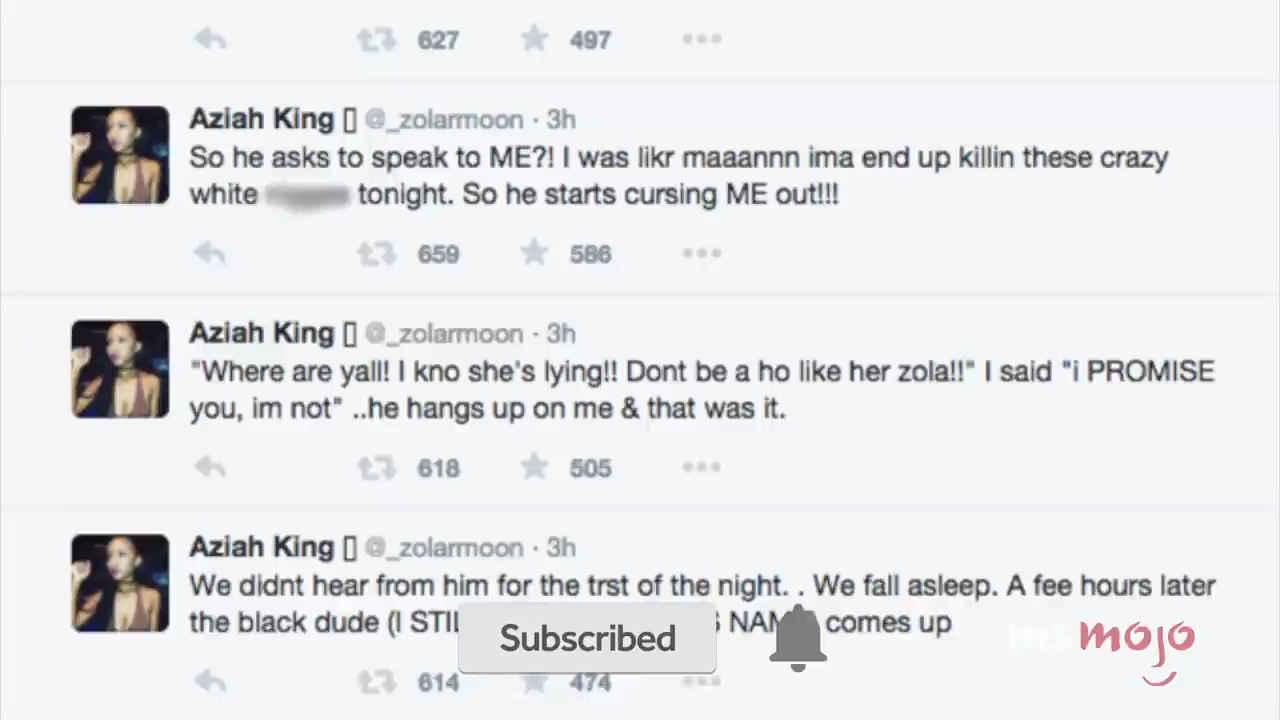 627 497
Aziah King @_zolarmoon · 3h
So he asks to speak to ME?! I was likr maaannn ima end up killin these crazy
white tonight. So he starts cursing ME out!!!
659 586
Aziah King @_zolarmoon · 3h
"Where are yall! I kno she's lying!! Dont be a ho like her zola!!" I said "i PROMISE
you, im not" ..he hangs up on me & that was it.
618 505
Aziah King @_zolarmoon · 3h
We didnt hear from him for the trst of the night. . We fall asleep. A fee hours later
the black dude (I comes up
Subscribed
msmojo
614 474